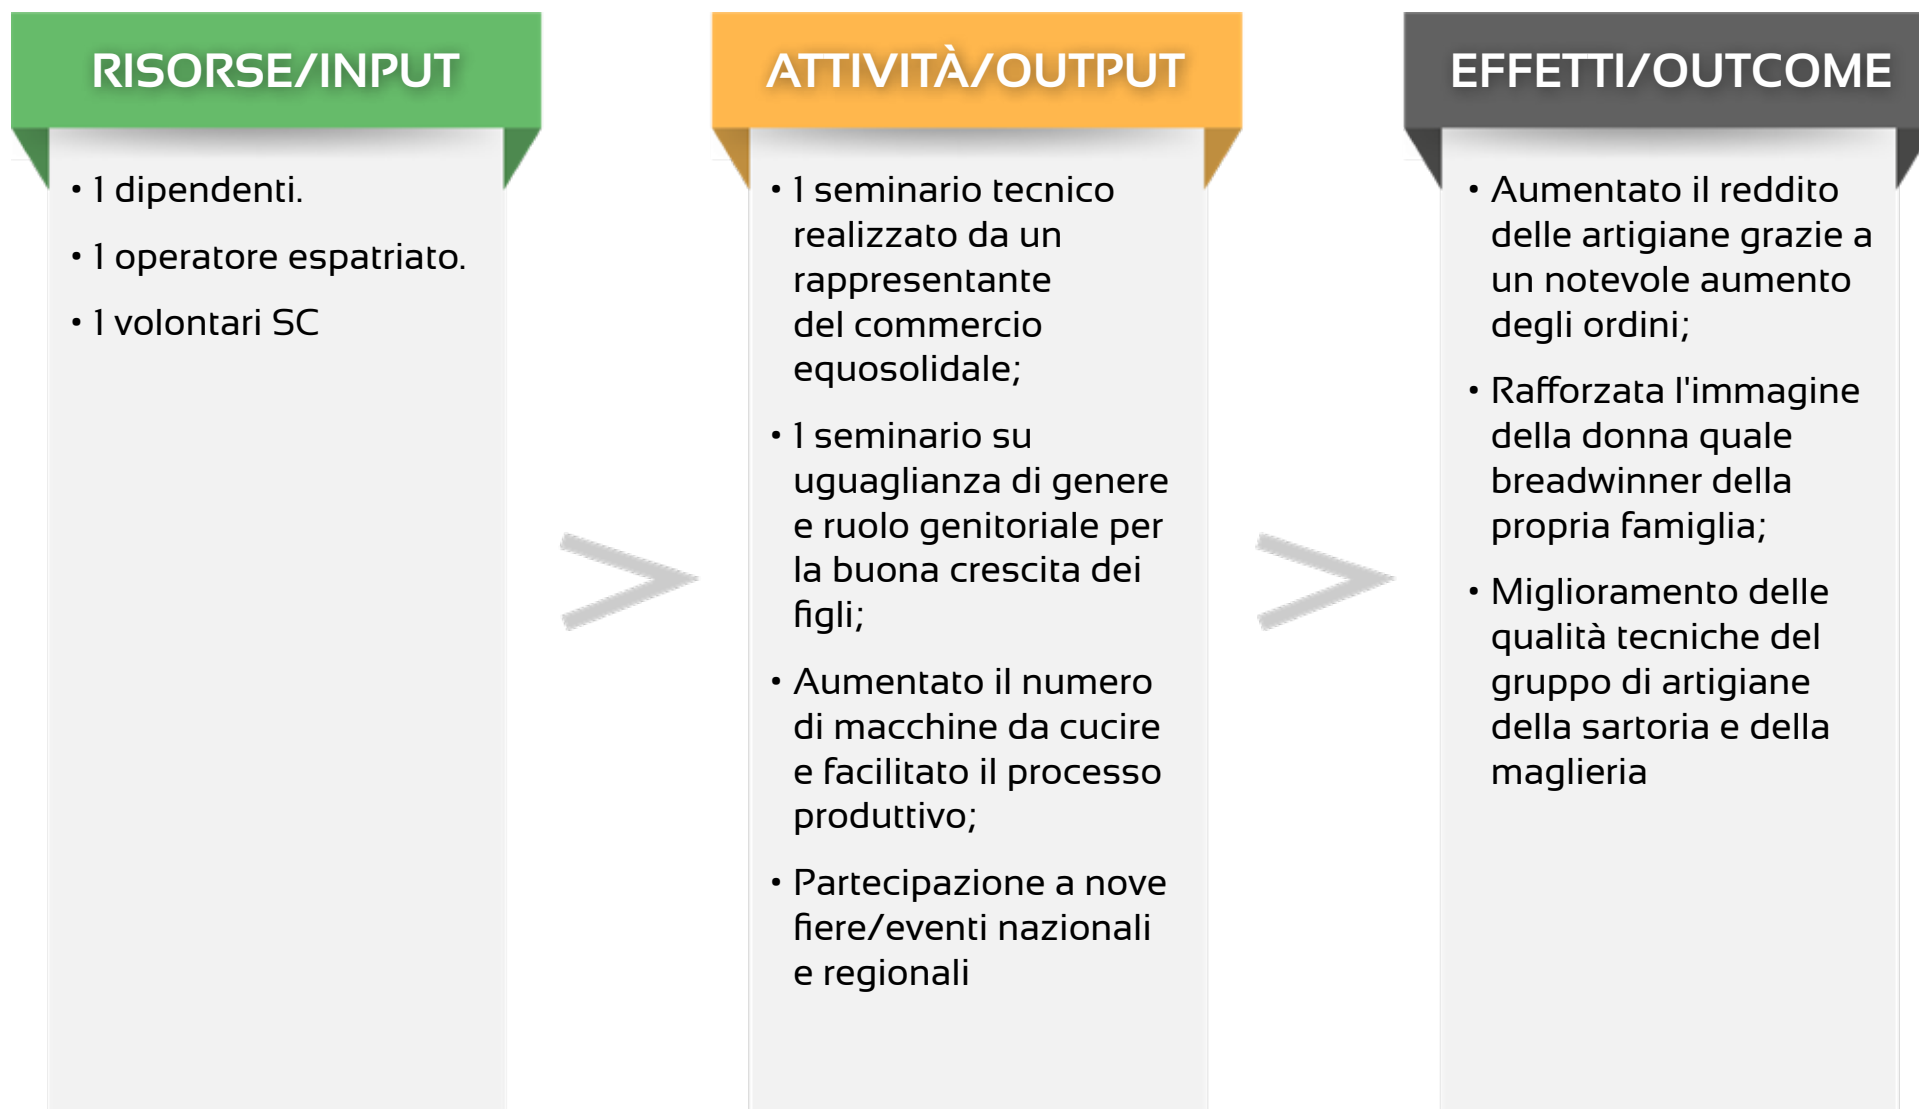 RISORSE/INPUT
• 1 dipendenti.
• 1 operatore espatriato.
• 1 volontari SC
ATTIVITÀ/OUTPUT
• 1 seminario tecnico
realizzato da un
rappresentante
del commercio
equosolidale;
• 1 seminario su
uguaglianza di genere
e ruolo genitoriale per
la buona crescita dei
figli;
• Aumentato il numero
di macchine da cucire
e facilitato il processo
produttivo;
• Partecipazione a nove
fiere/eventi nazionali
e regionali
EFFETTI/OUTCOME
• Aumentato il reddito
delle artigiane grazie a
un notevole aumento
degli ordini;
• Rafforzata l'immagine
della donna quale
breadwinner della
propria famiglia;
• Miglioramento delle
qualità tecniche del
gruppo di artigiane
della sartoria e della
maglieria